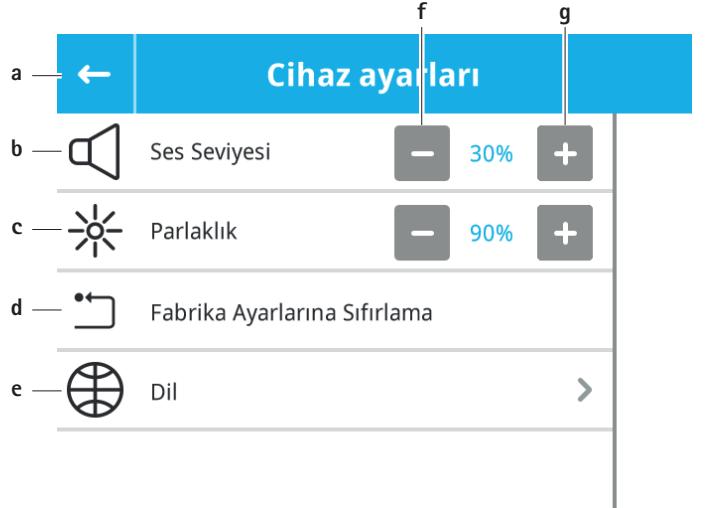 f g
a Cihaz ayarları
b Ses Seviyesi − 30% +
c Parlaklık − 90% +
d Fabrika Ayarlarına Sıfırlama
e Dil